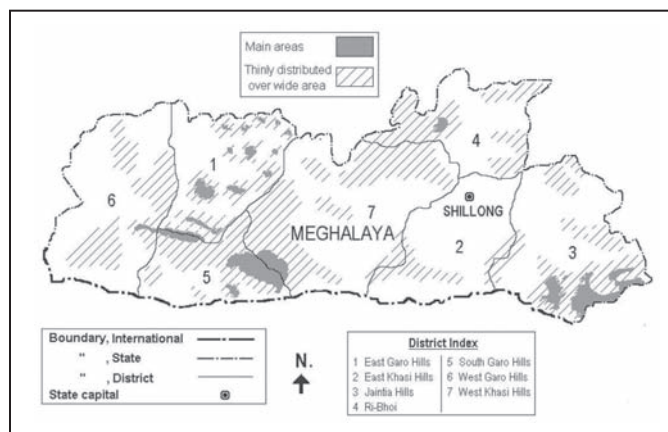 Main areas
Thinly distributed
over wide area
1
4
6
7
SHILLONG
MEGHALAYA
2
3
5
Boundary, International
“ , State
“ , District
State capital
N.
District Index
1 East Garo Hills
2 East Khasi Hills
3 Jaintia Hills
4 Ri-Bhoi
5 South Garo Hills
6 West Garo Hills
7 West Khasi Hills